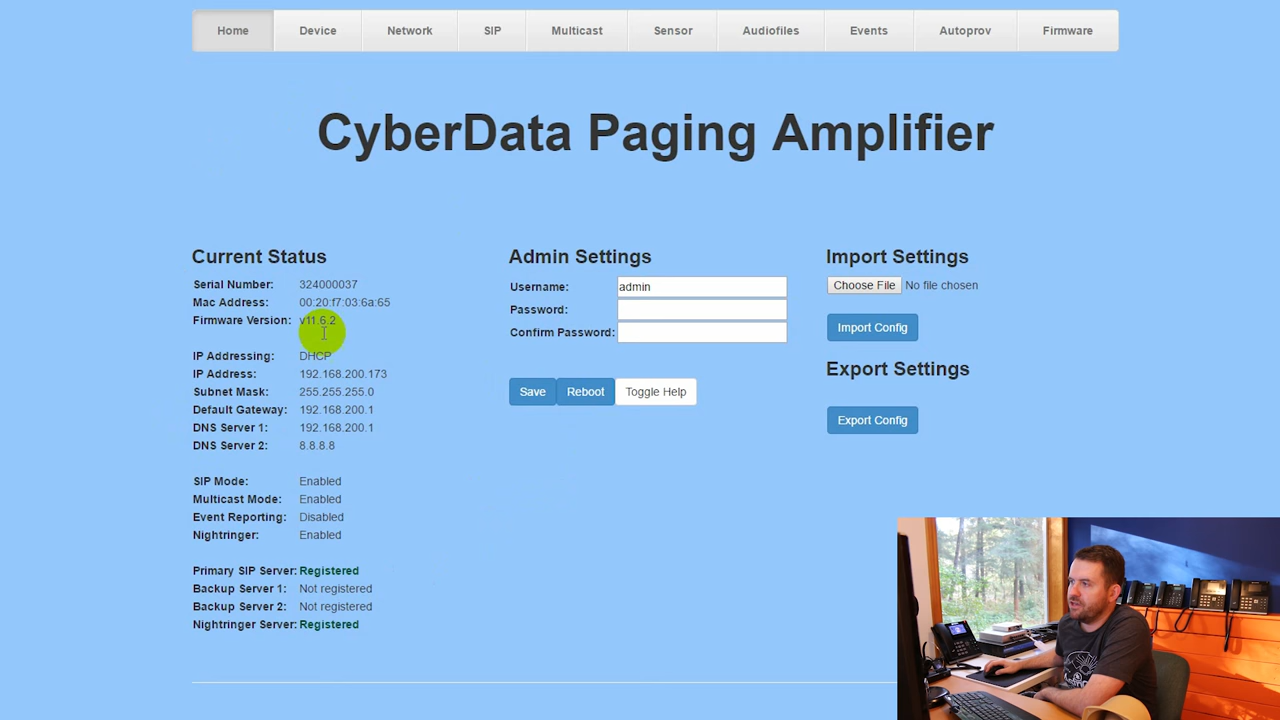 Home Device Network SIP Multicast Sensor Audiofiles Events Autoprov Firmware
CyberData Paging Amplifier
Current Status
Serial Number: 324000037
Mac Address: 00:20:f7:03:6a:65
Firmware Version: v11.6.2
IP Addressing: DHCP
IP Address: 192.168.200.173
Subnet Mask: 255.255.255.0
Default Gateway: 192.168.200.1
DNS Server 1: 192.168.200.1
DNS Server 2: 8.8.8.8
SIP Mode: Enabled
Multicast Mode: Enabled
Event Reporting: Disabled
Nightringer: Enabled
Primary SIP Server: Registered
Backup Server 1: Not registered
Backup Server 2: Not registered
Nightringer Server: Registered
Admin Settings
Username: admin
Password:
Confirm Password:
Save Reboot Toggle Help
Import Settings
Choose File No file chosen
Import Config
Export Settings
Export Config